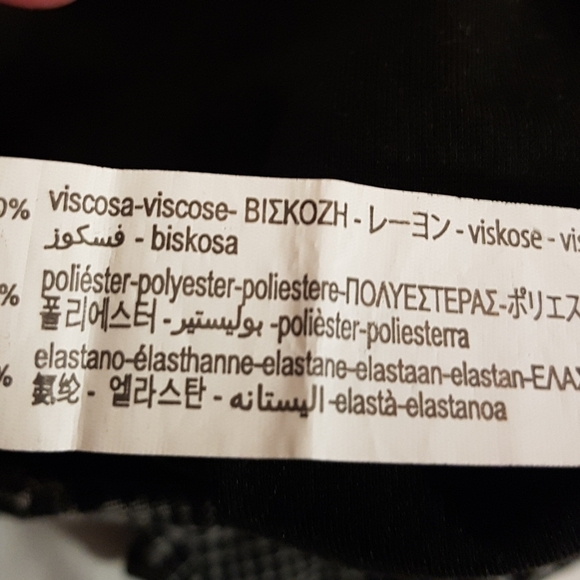 0% viscosa-viscose- ΒΙΣΚΟΖΗ - レーヨン - viskose - vis
فسكوز - biskosa
% poliéster-polyester-poliestere-ΠΟΛΥΕΣΤΕΡΑΣ-ポリエス
폴리에스터 - بوليستير -polièster-poliesterra
% elastano-élasthanne-elastane-elastaan-elastan-ΕΛΑΣ
氨纶 - 엘라스탄 - اليستانه -elastà-elastanoa